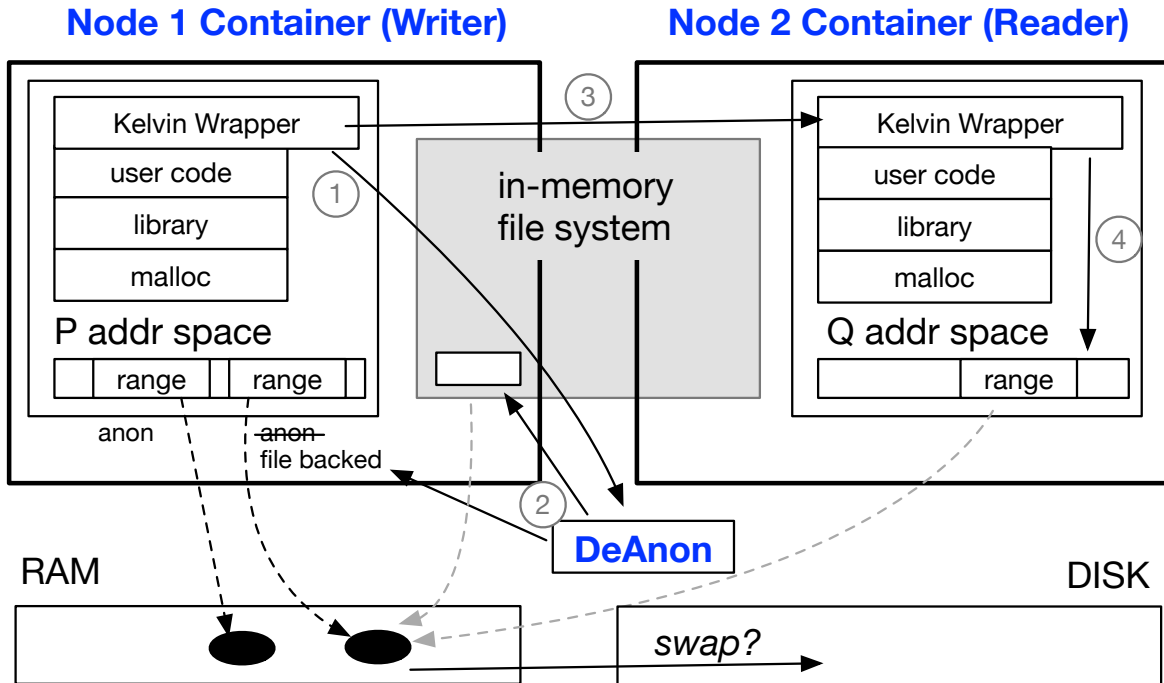 Node 1 Container (Writer)
Node 2 Container (Reader)
Kelvin Wrapper
user code
library
malloc
P addr space
range
range
anon
anon
file backed
1
3
in-memory
file system
2
DeAnon
Kelvin Wrapper
user code
library
malloc
4
Q addr space
range
RAM
DISK
swap?